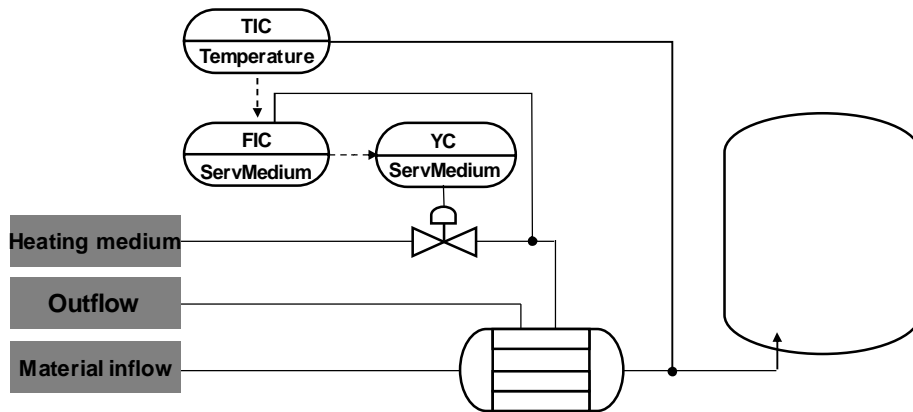 TIC
Temperature
FIC
ServMedium
YC
ServMedium
Heating medium
Outflow
Material inflow